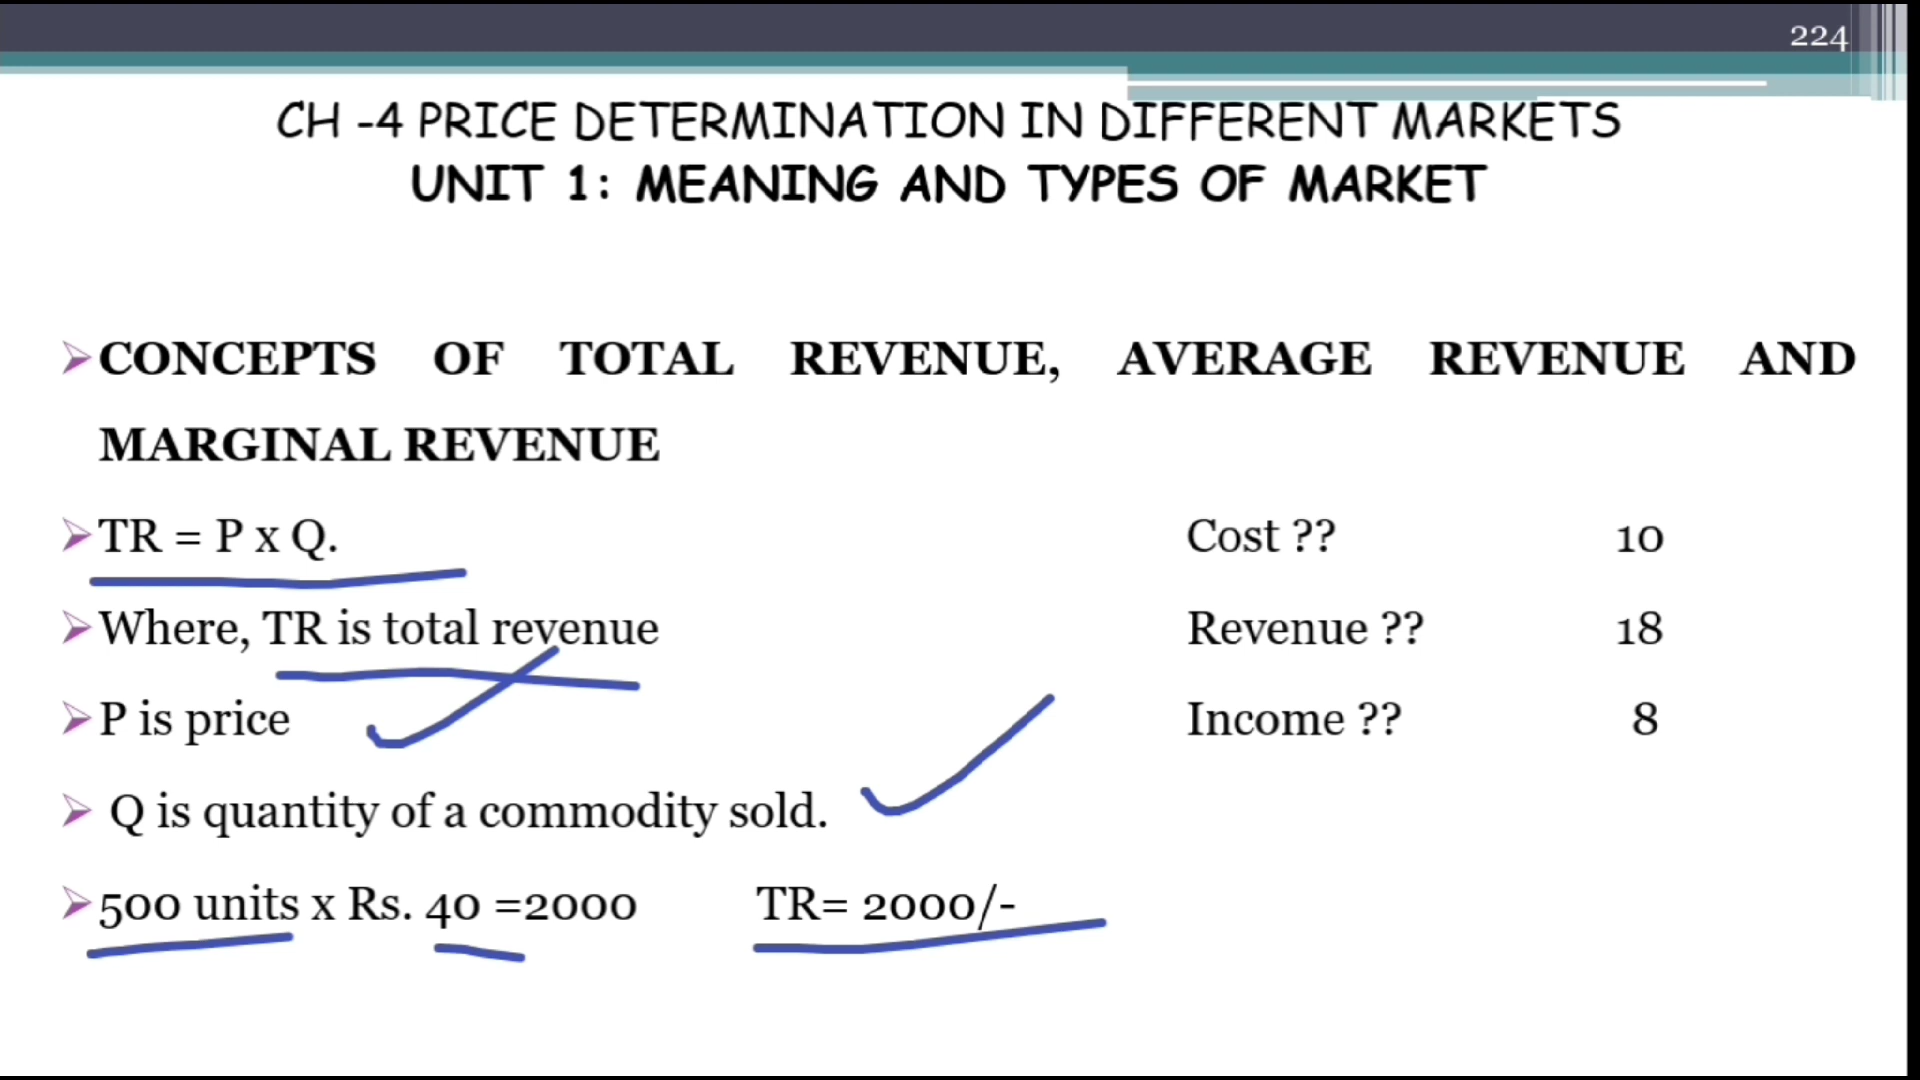 224
CH -4 PRICE DETERMINATION IN DIFFERENT MARKETS
UNIT 1: MEANING AND TYPES OF MARKET
CONCEPTS OF TOTAL REVENUE, AVERAGE REVENUE AND
MARGINAL REVENUE
TR = P x Q. Cost ?? 10
Where, TR is total revenue Revenue ?? 18
P is price Income ?? 8
Q is quantity of a commodity sold.
500 units x Rs. 40 =2000 TR= 2000/-